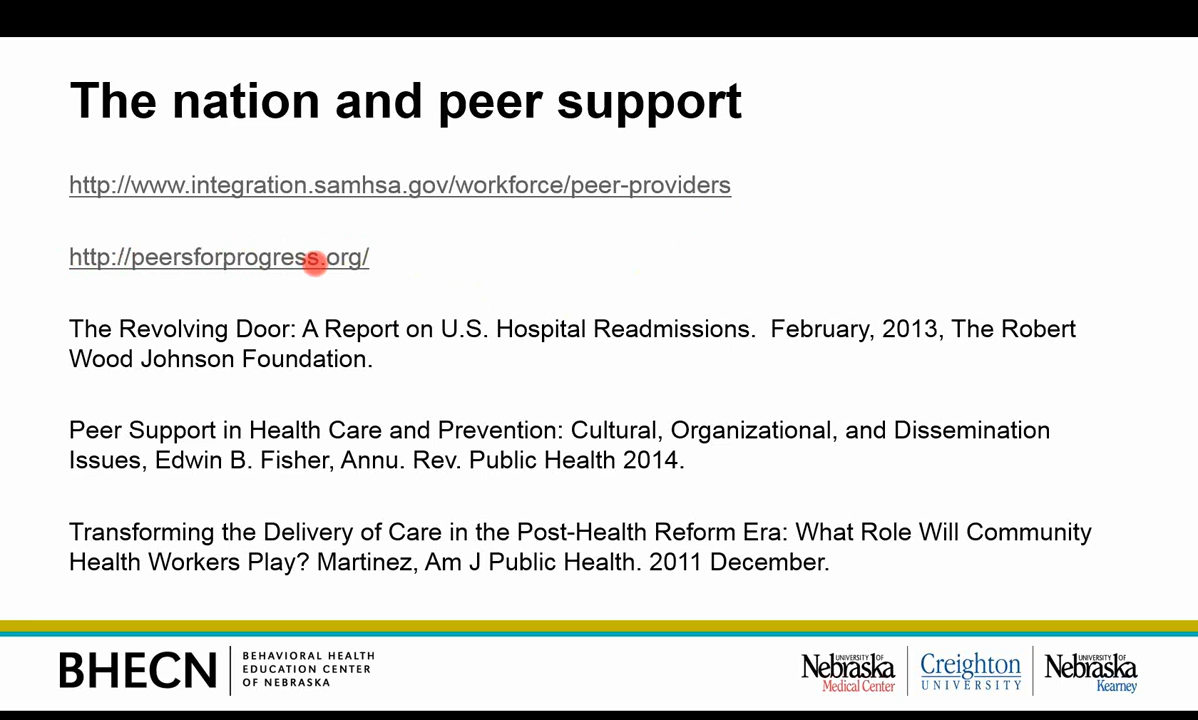 The nation and peer support
http://www.integration.samhsa.gov/workforce/peer-providers
http://peersforprogress.org/
The Revolving Door: A Report on U.S. Hospital Readmissions.  February, 2013, The Robert
Wood Johnson Foundation.
Peer Support in Health Care and Prevention: Cultural, Organizational, and Dissemination
Issues, Edwin B. Fisher, Annu. Rev. Public Health 2014.
Transforming the Delivery of Care in the Post-Health Reform Era: What Role Will Community
Health Workers Play? Martinez, Am J Public Health. 2011 December.
BHECN
BEHAVIORAL HEALTH
EDUCATION CENTER
OF NEBRASKA
UNIVERSITY OF
Nebraska
Medical Center
Creighton
UNIVERSITY
UNIVERSITY OF
Nebraska
Kearney